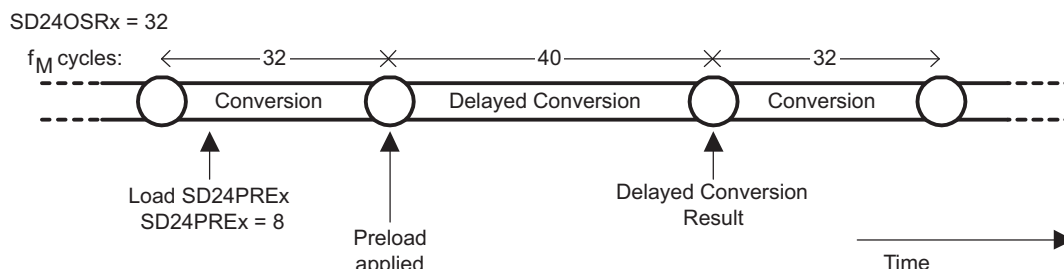 SD24OSRx = 32
fM cycles:
32
40
32
Conversion
Delayed Conversion
Conversion
Load SD24PREx
SD24PREx = 8
Delayed Conversion
Result
Preload
applied
Time